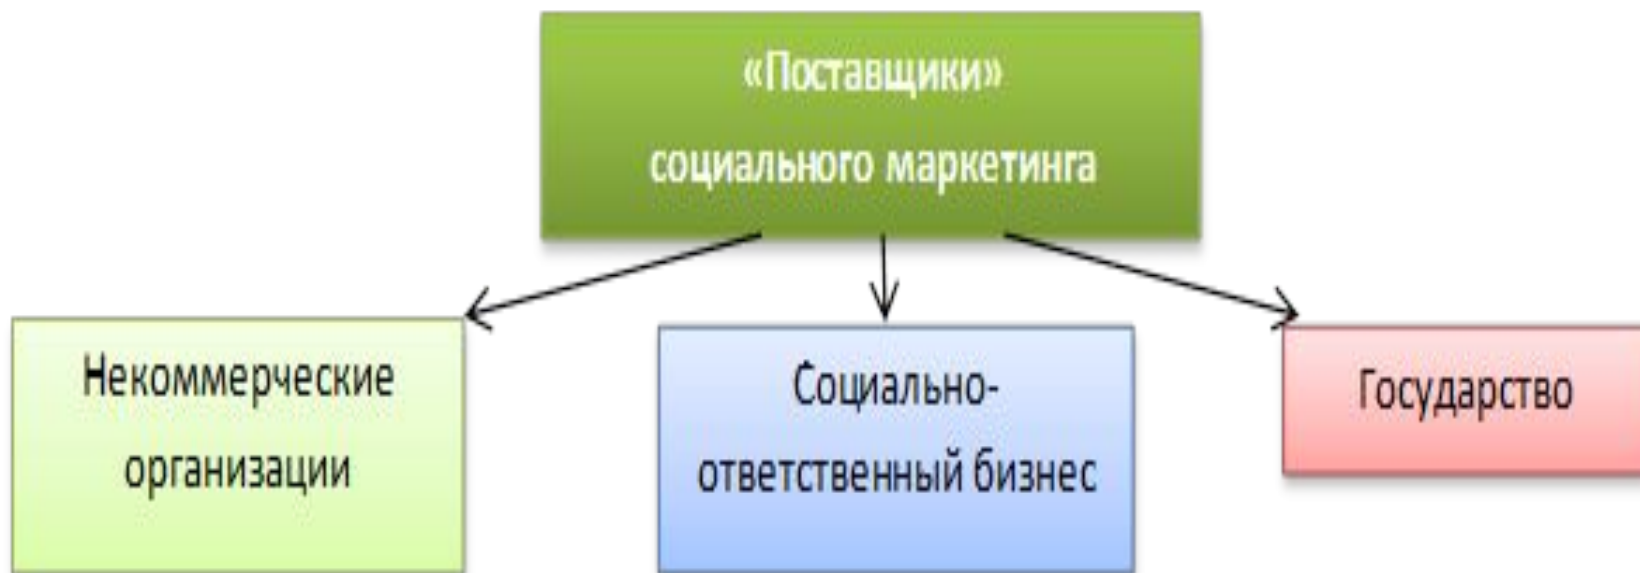 «Поставщики»
социального маркетинга
Некоммерческие
организации
Социально-
ответственный бизнес
Государство